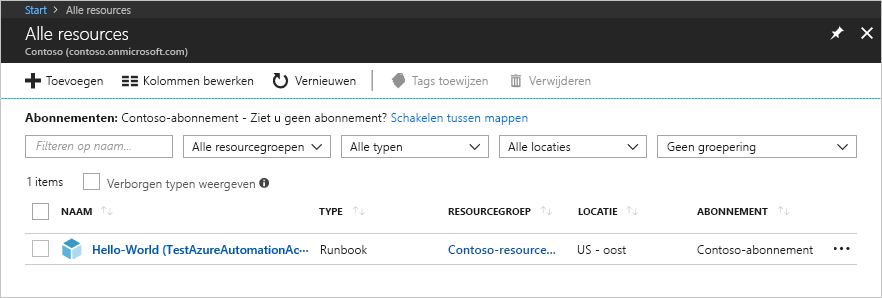 Start > Alle resources
Alle resources
Contoso (contoso.onmicrosoft.com)
Toevoegen Kolommen bewerken Vernieuwen Tags toewijzen Verwijderen
Abonnementen: Contoso-abonnement - Ziet u geen abonnement? Schakelen tussen mappen
Filteren op naam... Alle resourcegroepen Alle typen Alle locaties Geen groepering
1 items Verborgen typen weergeven
NAAM TYPE RESOURCEGROEP LOCATIE ABONNEMENT
Hello-World (TestAzureAutomationAc··· Runbook Contoso-resource... US - oost Contoso-abonnement ···